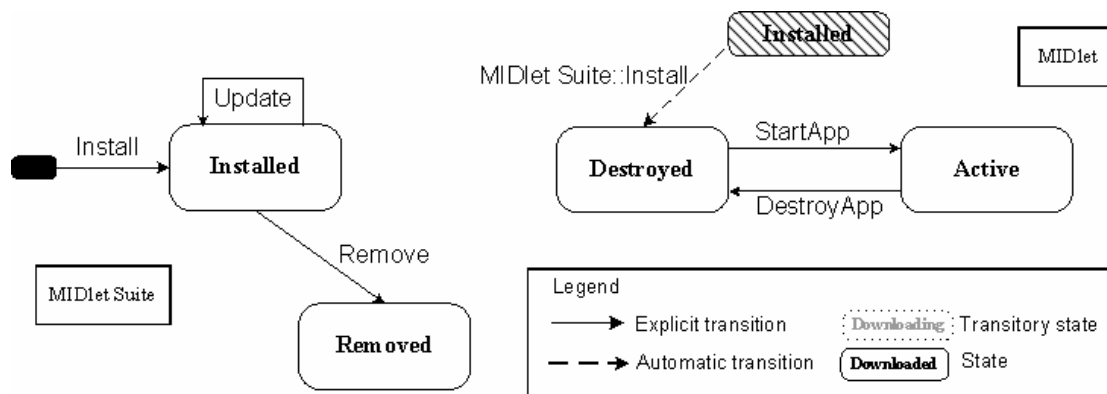 Update
Install
Installed
Remove
MIDlet Suite
Removed
Installed
MIDlet
MIDlet Suite::Install
StartApp
Destroyed
Active
DestroyApp
Legend
Explicit transition
Downloading
Transitory state
Automatic transition
Downloaded
State